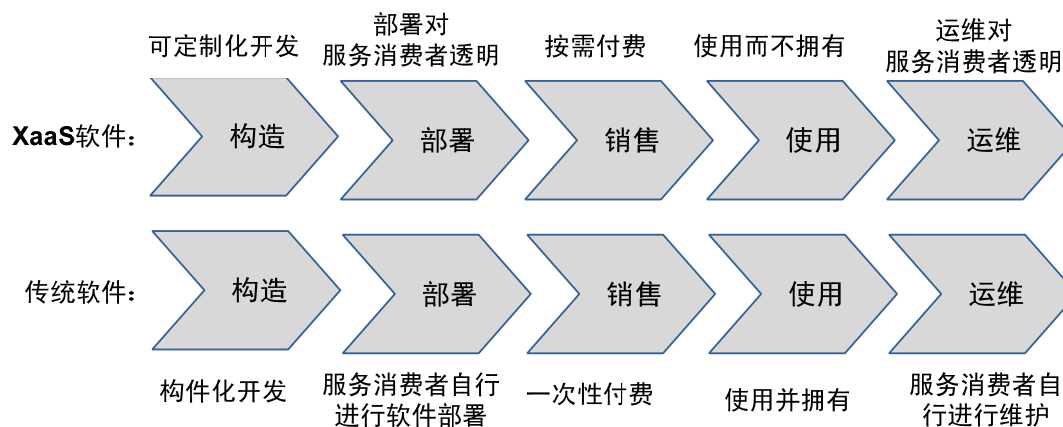 可定制化开发
部署对
服务消费者透明
按需付费
使用而不拥有
运维对
服务消费者透明
XaaS软件：
构造
部署
销售
使用
运维
传统软件：
构造
部署
销售
使用
运维
构件化开发
服务消费者自行
进行软件部署
一次性付费
使用并拥有
服务消费者自
行进行维护